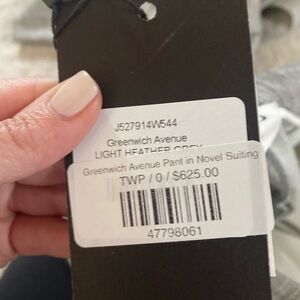 J527914W544
Greenwich Avenue
LIGHT HEATHER GREY
Greenwich Avenue Pant in Novel Suiting
TWP / 0 / $625.00
47798061